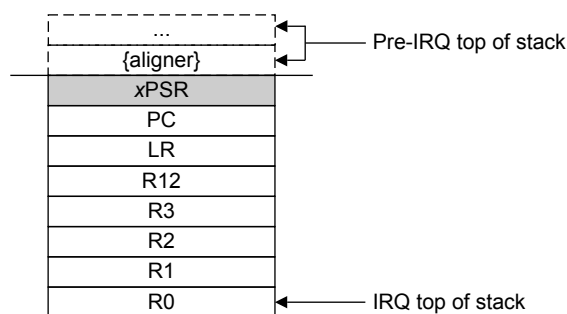 ...
Pre-IRQ top of stack
{aligner}
xPSR
PC
LR
R12
R3
R2
R1
R0
IRQ top of stack